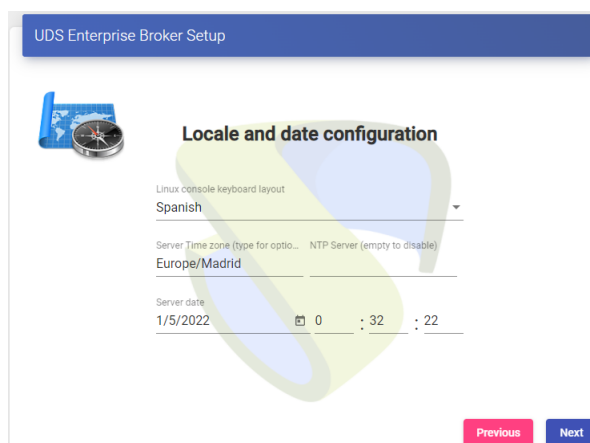 UDS Enterprise Broker Setup
Locale and date configuration
Linux console keyboard layout
Spanish
Server Time zone (type for optio... NTP Server (empty to disable)
Europe/Madrid
Server date
1/5/2022 0 : 32 : 22
Previous Next